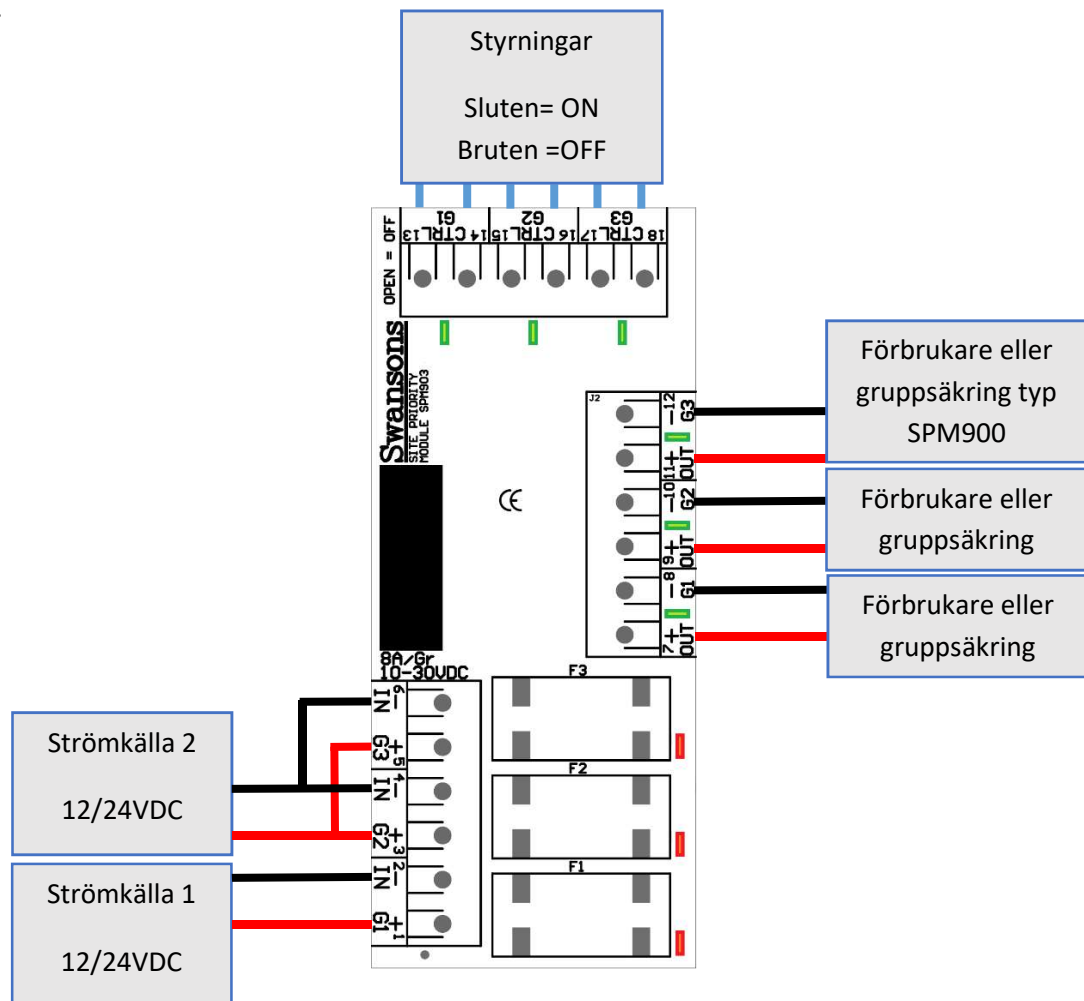 Styrningar
Sluten= ON
Bruten =OFF
G1 G2 G3
CTRL CTRL CTRL
13 14 15 16 17 18
OPEN = OFF
Swansons
SITE PRIORITY
MODULE SPM903
J2
CE
-12 G3
11+ OUT
-10 G2
9+ OUT
-8 G1
7+ OUT
Förbrukare eller
gruppsäkring typ
SPM900
Förbrukare eller
gruppsäkring
Förbrukare eller
gruppsäkring
8A/Gr
10-30VDC
IN -6
G3 +5
IN -4
G2 +3
IN -2
G1 +1
F3
F2
F1
Strömkälla 2
12/24VDC
Strömkälla 1
12/24VDC